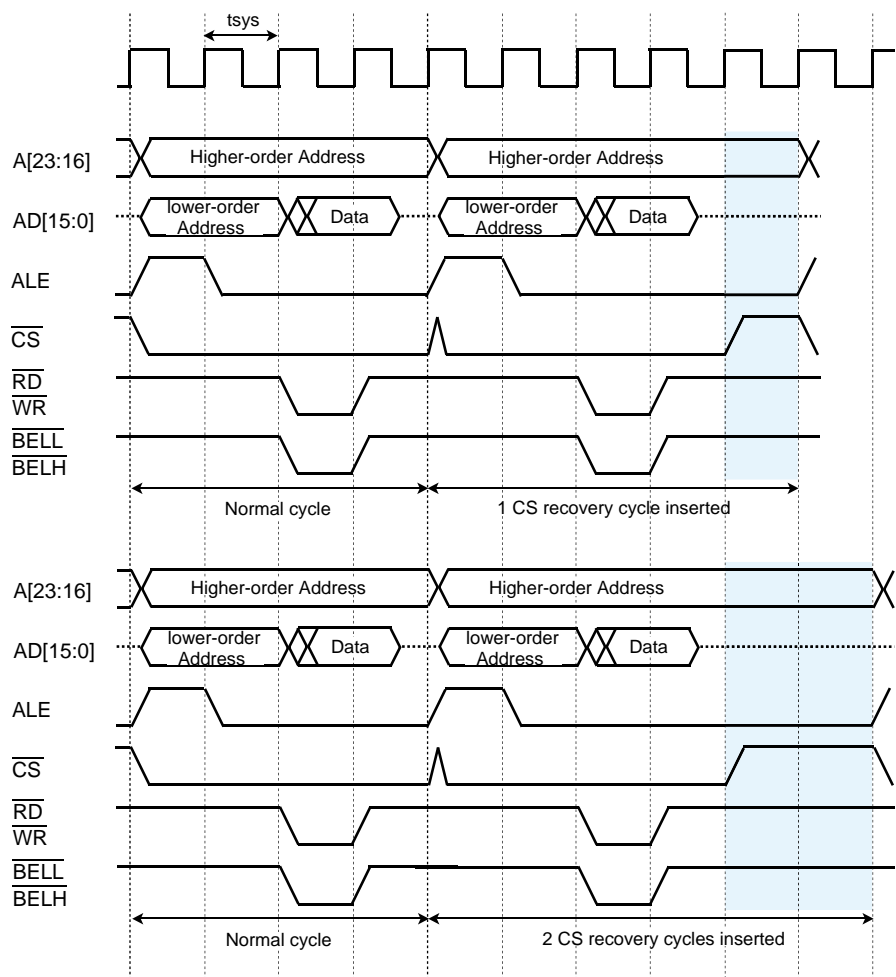 tsys
A[23:16]
Higher-order Address
Higher-order Address
AD[15:0]
lower-order
Address
Data
lower-order
Address
Data
ALE
CS
RD
WR
BELL
BELH
Normal cycle
1 CS recovery cycle inserted
A[23:16]
Higher-order Address
Higher-order Address
AD[15:0]
lower-order
Address
Data
lower-order
Address
Data
ALE
CS
RD
WR
BELL
BELH
Normal cycle
2 CS recovery cycles inserted